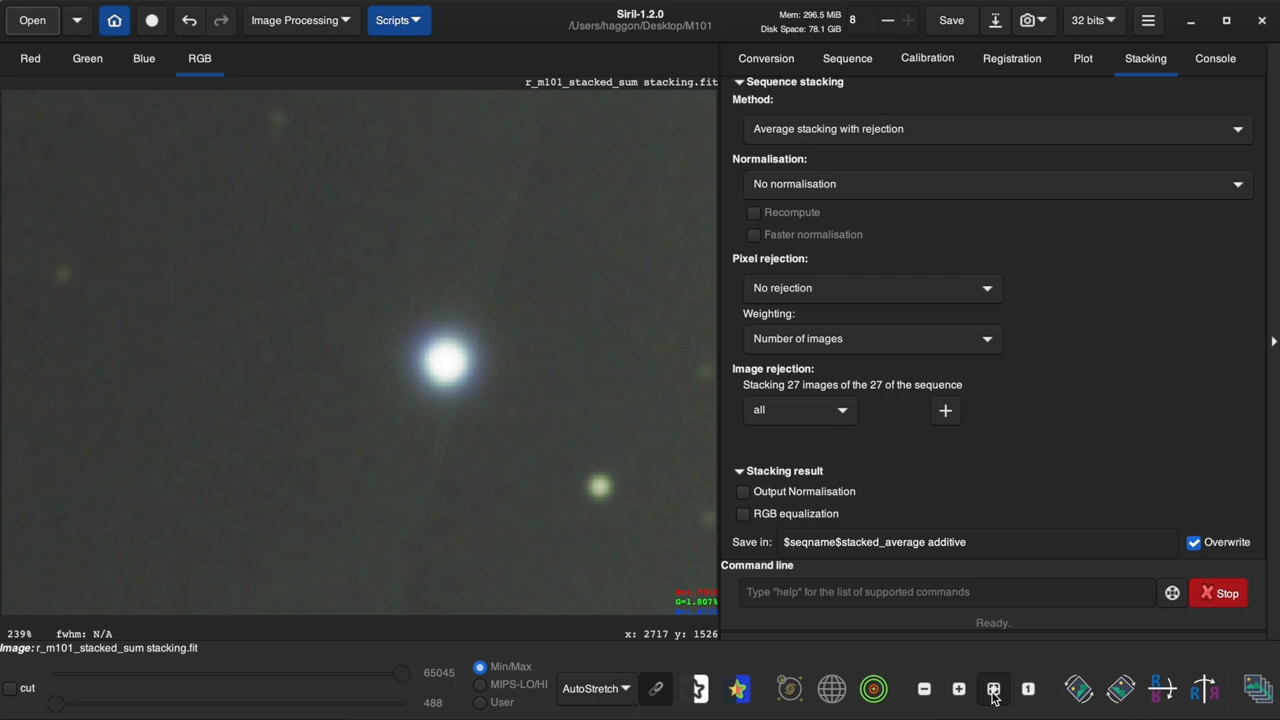 Open
Image Processing
Scripts
Siril-1.2.0
/Users/haggon/Desktop/M101
Mem: 296.5 MiB
Disk Space: 78.1 GiB
8
Save
32 bits
Red
Green
Blue
RGB
Conversion
Sequence
Calibration
Registration
Plot
Stacking
Console
r_m101_stacked_sum stacking.fit
Sequence stacking
Method:
Average stacking with rejection
Normalisation:
No normalisation
Recompute
Faster normalisation
Pixel rejection:
No rejection
Weighting:
Number of images
Image rejection:
Stacking 27 images of the 27 of the sequence
all
Stacking result
Output Normalisation
RGB equalization
Save in: $seqname$stacked_average additive
Overwrite
Command line
Type "help" for the list of supported commands
Stop
Ready.
G=1.807%
239% fwhm: N/A
x: 2717 y: 1526
Image: r_m101_stacked_sum stacking.fit
cut
65045
488
Min/Max
MIPS-LO/HI
User
AutoStretch
1
R
R
R R